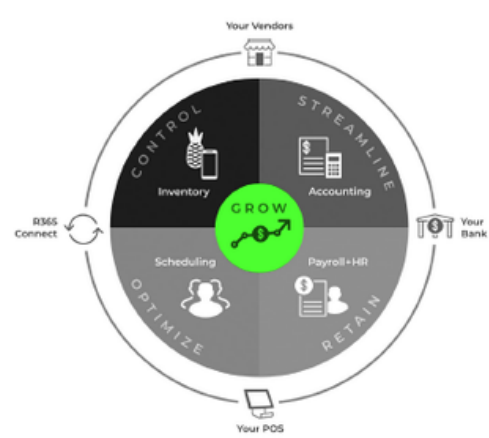 Your Vendors
CONTROL
STREAMLINE
$
Inventory
Accounting
GROW
$
R365
Connect
$
Your
Bank
Scheduling
Payroll+HR
$
OPTIMIZE
RETAIN
Your POS